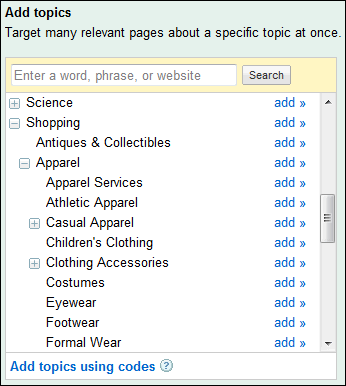 Add topics
Target many relevant pages about a specific topic at once.
Enter a word, phrase, or website Search
Science add »
Shopping add »
Antiques & Collectibles add »
Apparel add »
Apparel Services add »
Athletic Apparel add »
Casual Apparel add »
Children's Clothing add »
Clothing Accessories add »
Costumes add »
Eyewear add »
Footwear add »
Formal Wear add »
Add topics using codes ?